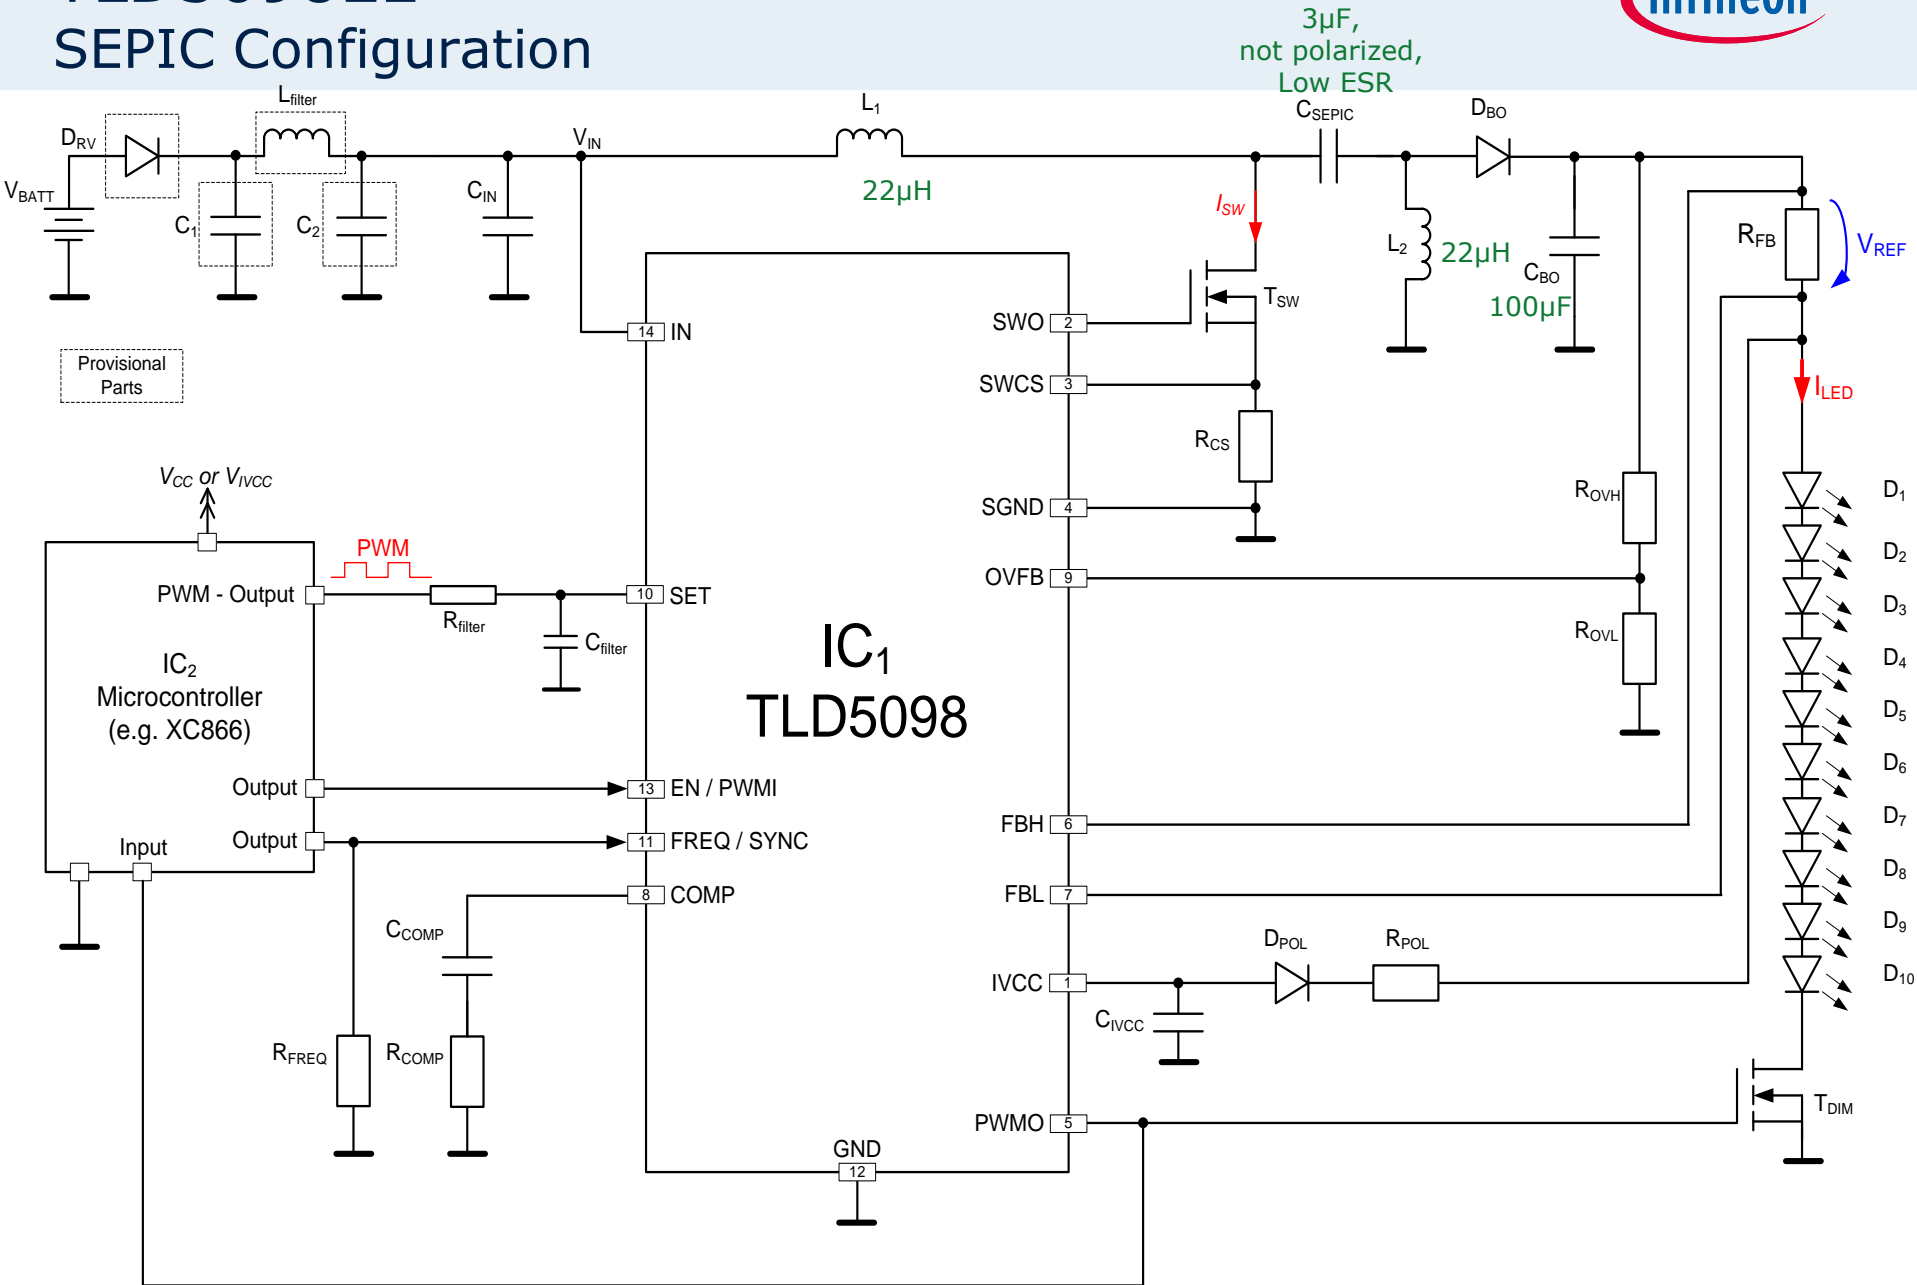 SEPIC Configuration
3µF,
not polarized,
Low ESR
Lfilter
L1
CSEPIC
DBO
DRV
VIN
VBATT
C1
C2
CIN
22µH
ISW
L2
22µH
CBO
100µF
RFB
VREF
TSW
14 IN
SWO 2
Provisional
Parts
SWCS 3
ILED
RCS
VCC or VIVCC
SGND 4
ROVH
PWM
PWM - Output
Rfilter
Cfilter
10 SET
OVFB 9
ROVL
IC2
Microcontroller
(e.g. XC866)
IC1
TLD5098
Output
13 EN / PWMI
Output
11 FREQ / SYNC
Input
8 COMP
FBH 6
FBL 7
CCOMP
DPOL
RPOL
IVCC 1
CIVCC
RFREQ
RCOMP
PWMO 5
TDIM
GND
12
D1
D2
D3
D4
D5
D6
D7
D8
D9
D10